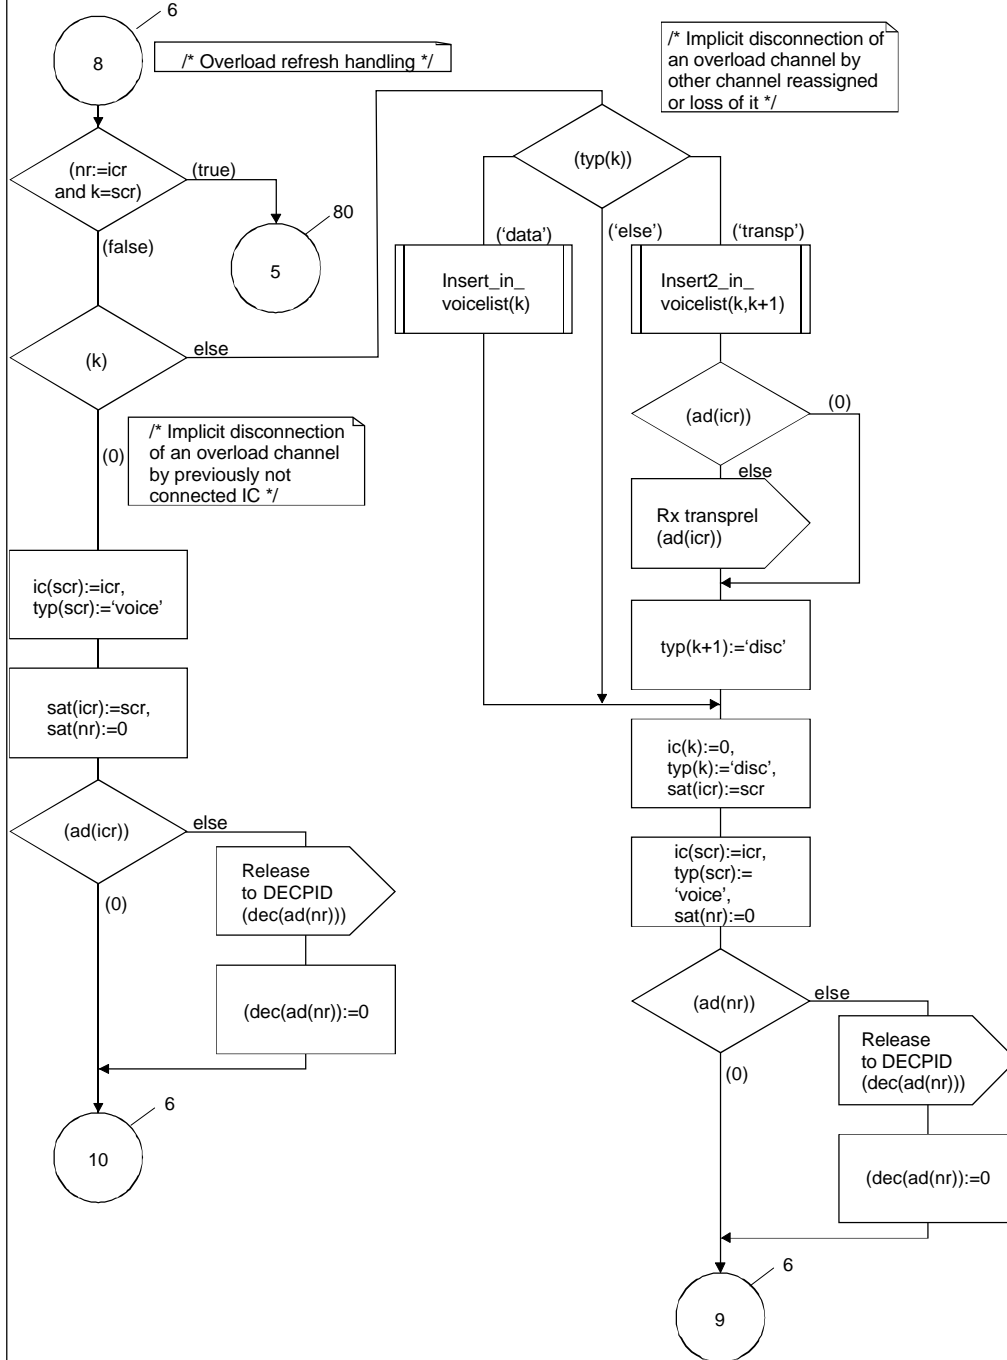 6
8
/* Overload refresh handling */
/* Implicit disconnection of
an overload channel by
other channel reassigned
or loss of it */
(nr:=icr
and k=scr)
(true)
80
5
(false)
(k)
else
(0)
/* Implicit disconnection
of an overload channel
by previously not
connected IC */
ic(scr):=icr,
typ(scr):=‘voice’
sat(icr):=scr,
sat(nr):=0
(ad(icr))
else
(0)
Release
to DECPID
(dec(ad(nr)))
(dec(ad(nr)):=0
6
10
(typ(k))
(‘data’)
(‘else’)
(‘transp’)
Insert_in_
voicelist(k)
Insert2_in_
voicelist(k,k+1)
(ad(icr))
(0)
else
Rx transprel
(ad(icr))
typ(k+1):=‘disc’
ic(k):=0,
typ(k):=‘disc’,
sat(icr):=scr
ic(scr):=icr,
typ(scr):=
‘voice’,
sat(nr):=0
(ad(nr))
else
(0)
Release
to DECPID
(dec(ad(nr)))
(dec(ad(nr)):=0
6
9